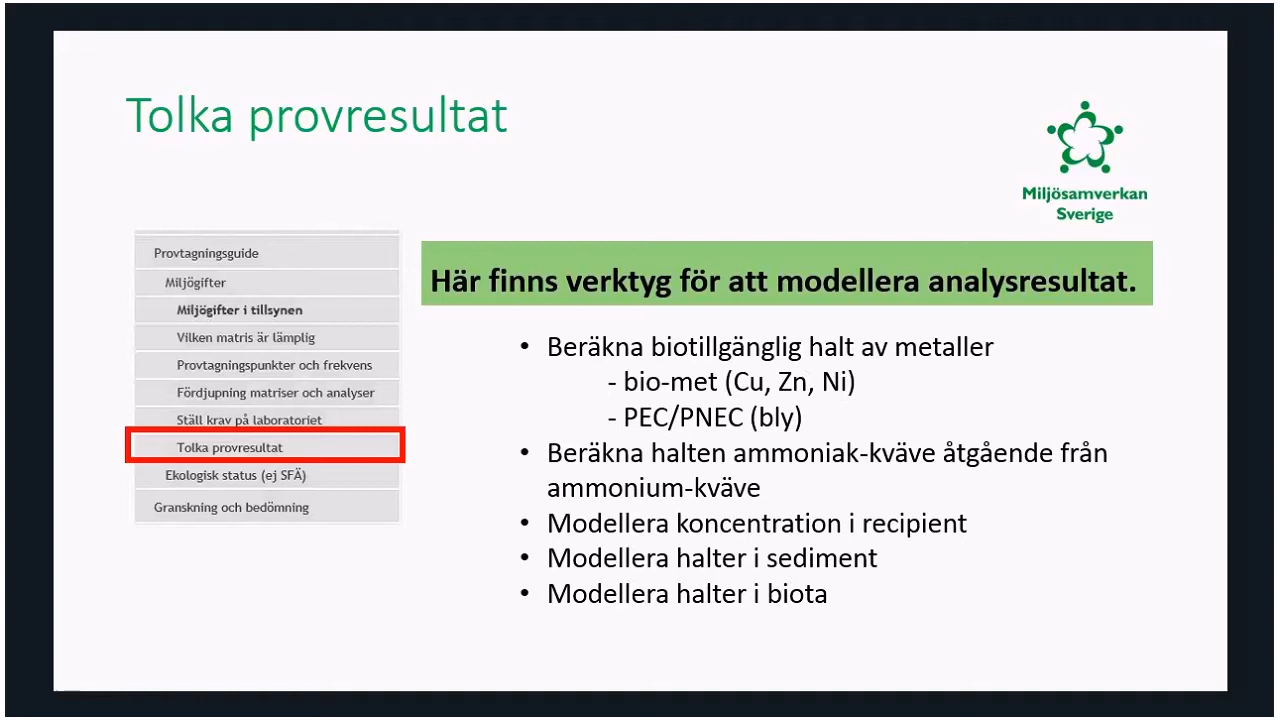 Tolka provresultat
Miljösamverkan
Sverige
Provtagningsguide
Miljögifter
Miljögifter i tillsynen
Vilken matris är lämplig
Provtagningspunkter och frekvens
Fördjupning matriser och analyser
Ställ krav på laboratoriet
Tolka provresultat
Ekologisk status (ej SFÄ)
Granskning och bedömning
Här finns verktyg för att modellera analysresultat.
• Beräkna biotillgänglig halt av metaller
- bio-met (Cu, Zn, Ni)
- PEC/PNEC (bly)
• Beräkna halten ammoniak-kväve åtgående från
ammonium-kväve
• Modellera koncentration i recipient
• Modellera halter i sediment
• Modellera halter i biota